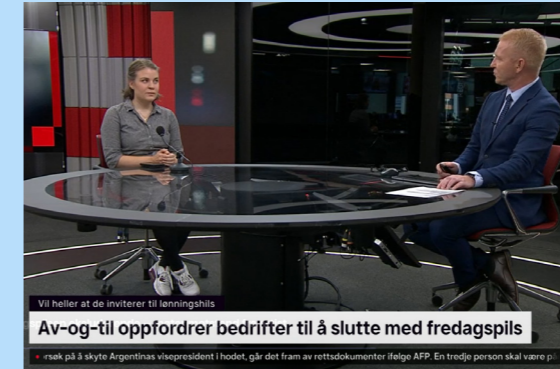 Vil heller at de inviterer til lønningshils
Av-og-til oppfordrer bedrifter til å slutte med fredagspils
rsøk på å skyte Argentinas visepresident i hodet, går det fram av rettsdokumenter ifølge AFP. En tredje person skal være p